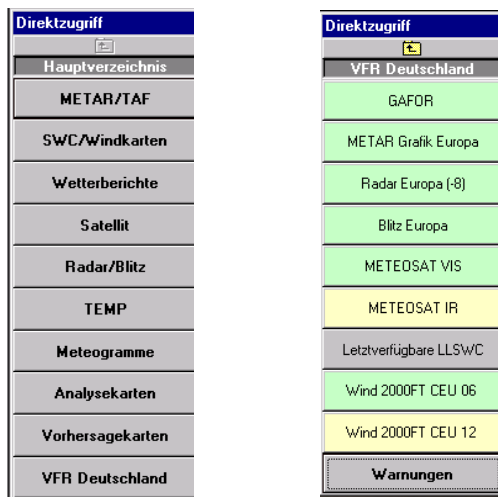 Direktzugriff
Hauptverzeichnis
METAR/TAF
SWC/Windkarten
Wetterberichte
Satellit
Radar/Blitz
TEMP
Meteogramme
Analysekarten
Vorhersagekarten
VFR Deutschland
Direktzugriff
VFR Deutschland
GAFOR
METAR Grafik Europa
Radar Europa (-8)
Blitz Europa
METEOSAT VIS
METEOSAT IR
Letztverfügbare LLSWC
Wind 2000FT CEU 06
Wind 2000FT CEU 12
Warnungen